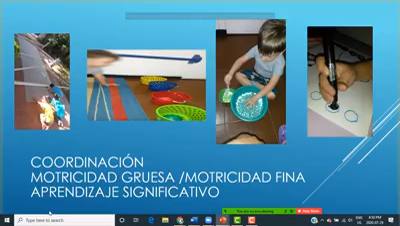 COORDINACIÓN
MOTRICIDAD GRUESA /MOTRICIDAD FINA
APRENDIZAJE SIGNIFICATIVO
Type here to search